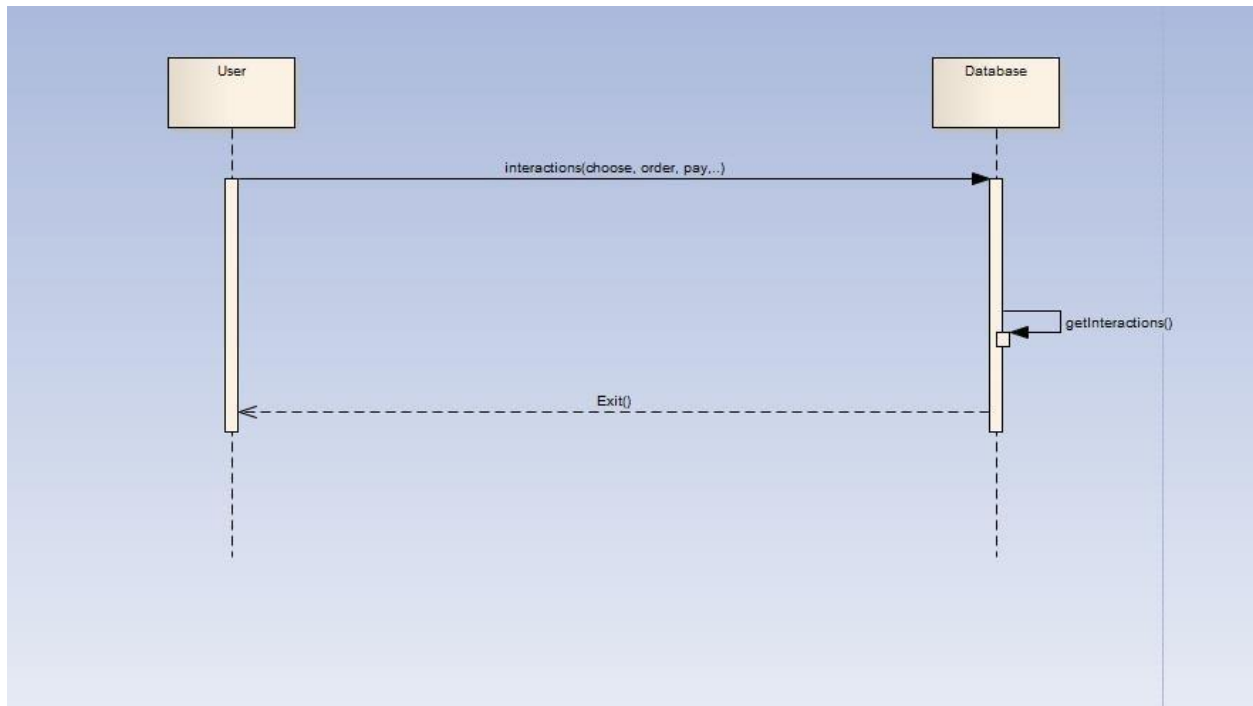 User
Database
interactions(choose, order, pay,..)
getInteractions()
Exit()